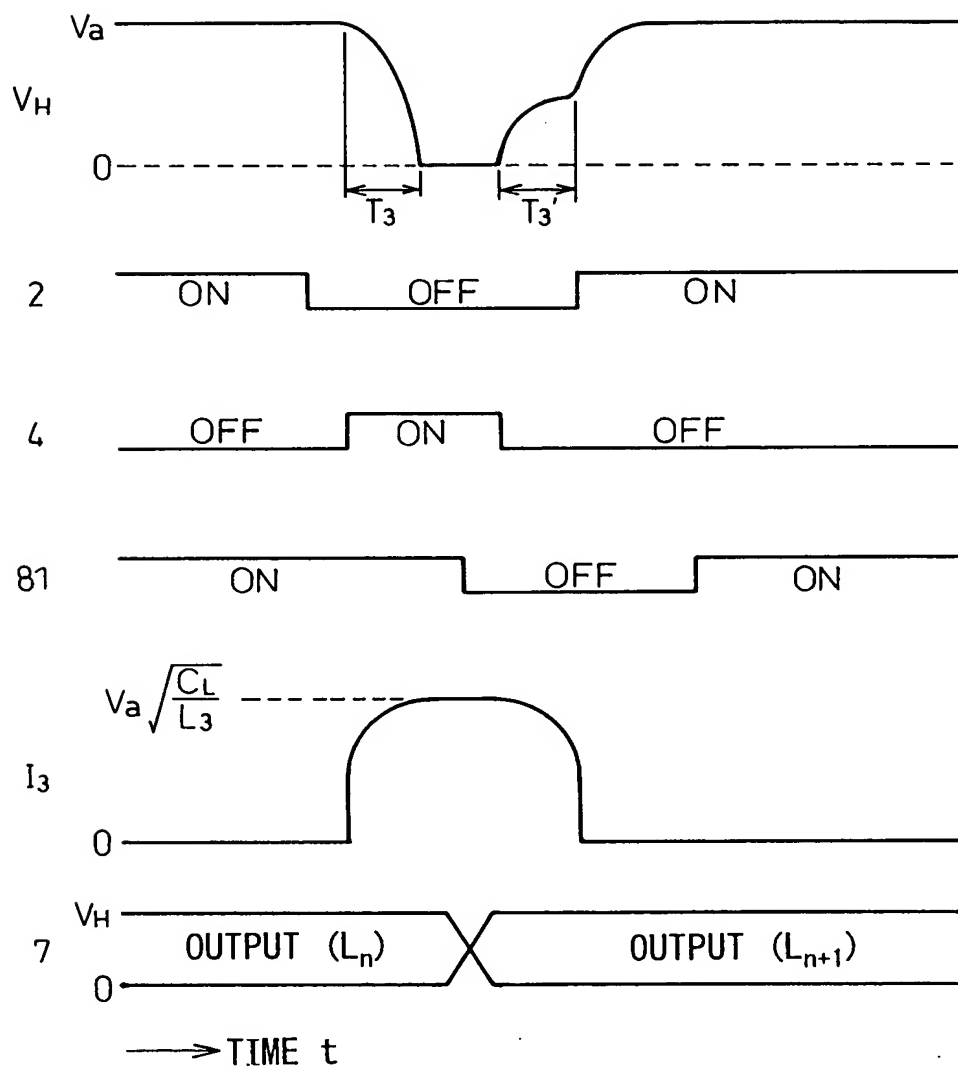 Va
VH
0
T3
T3'
2
ON
OFF
ON
4
OFF
ON
OFF
81
ON
OFF
ON
Va √(CL/L3)
I3
0
VH
7
OUTPUT (Ln)
OUTPUT (Ln+1)
0
TIME t